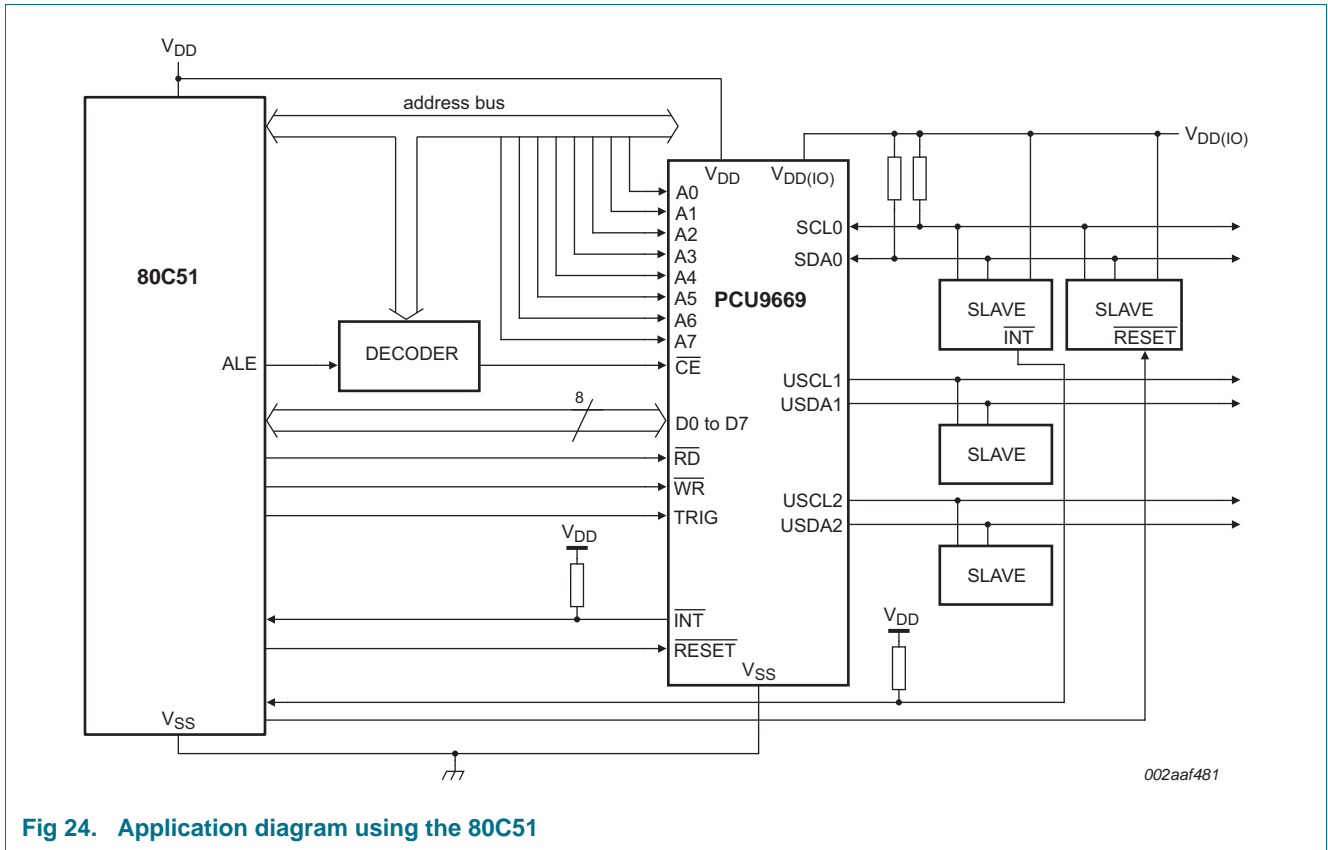 VDD
address bus
VDD(IO)
VDD VDD(IO)
A0
A1
A2
A3
A4
A5
A6
A7
CE
80C51
ALE
DECODER
PCU9669
SCL0
SDA0
SLAVE
INT
SLAVE
RESET
8
D0 to D7
RD
WR
TRIG
USCL1
USDA1
SLAVE
USCL2
USDA2
SLAVE
VDD
INT
RESET
VDD
VSS
VSS
002aaf481
Fig 24. Application diagram using the 80C51